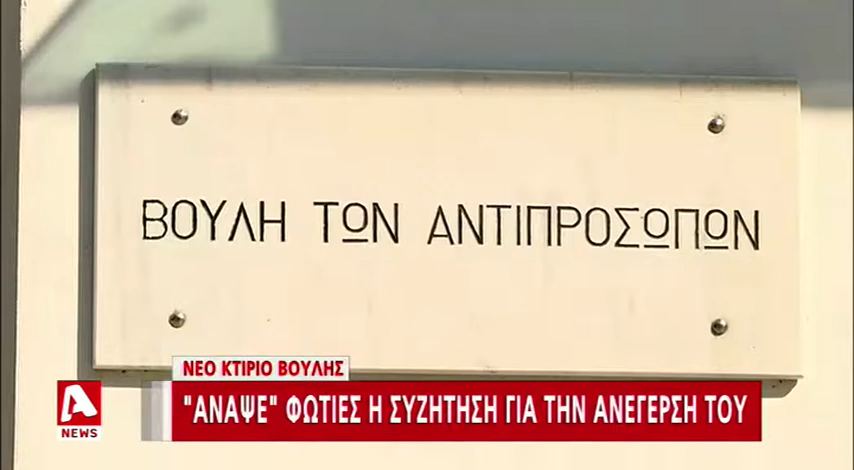 ΒΟΥΛΗ ΤΩΝ ΑΝΤΙΠΡΟΣΩΠΩΝ
ΝΕΟ ΚΤΙΡΙΟ ΒΟΥΛΗΣ
"ΑΝΑΨΕ" ΦΩΤΙΕΣ Η ΣΥΖΗΤΗΣΗ ΓΙΑ ΤΗΝ ΑΝΕΓΕΡΣΗ ΤΟΥ
A
NEWS